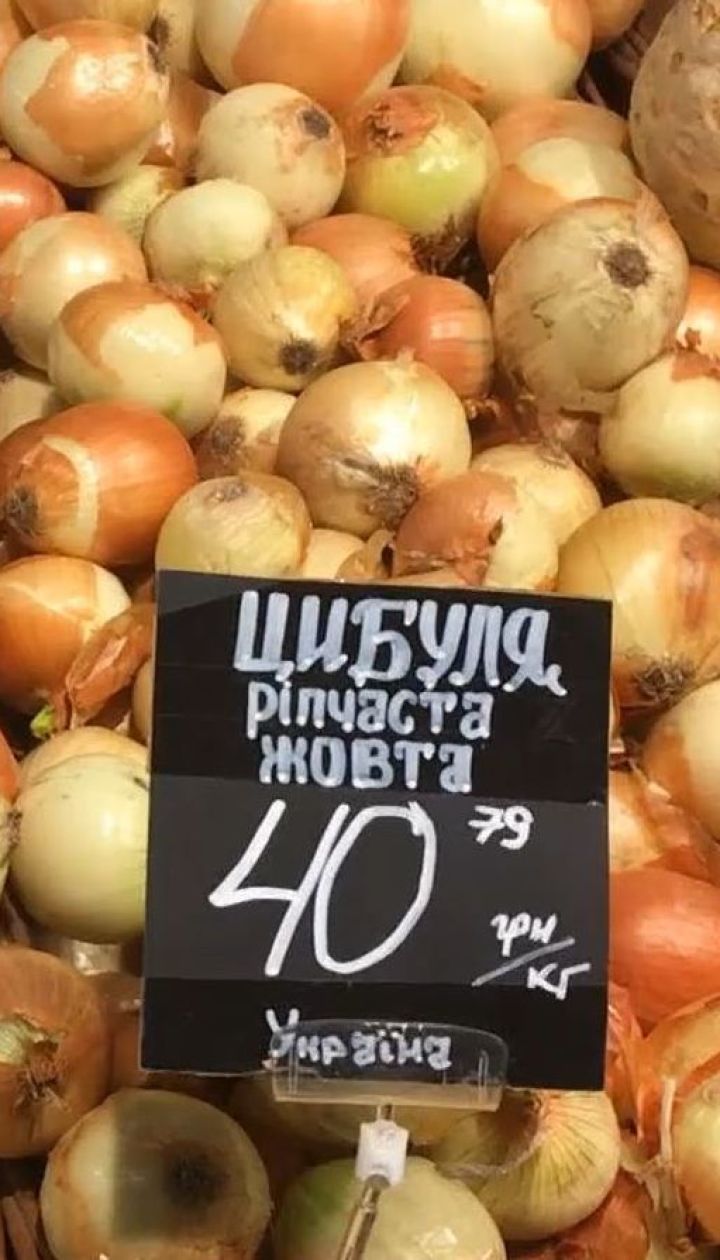 ЦИБУЛЯ
ріпчаста
жовта
40 79
грн/кг
Україна